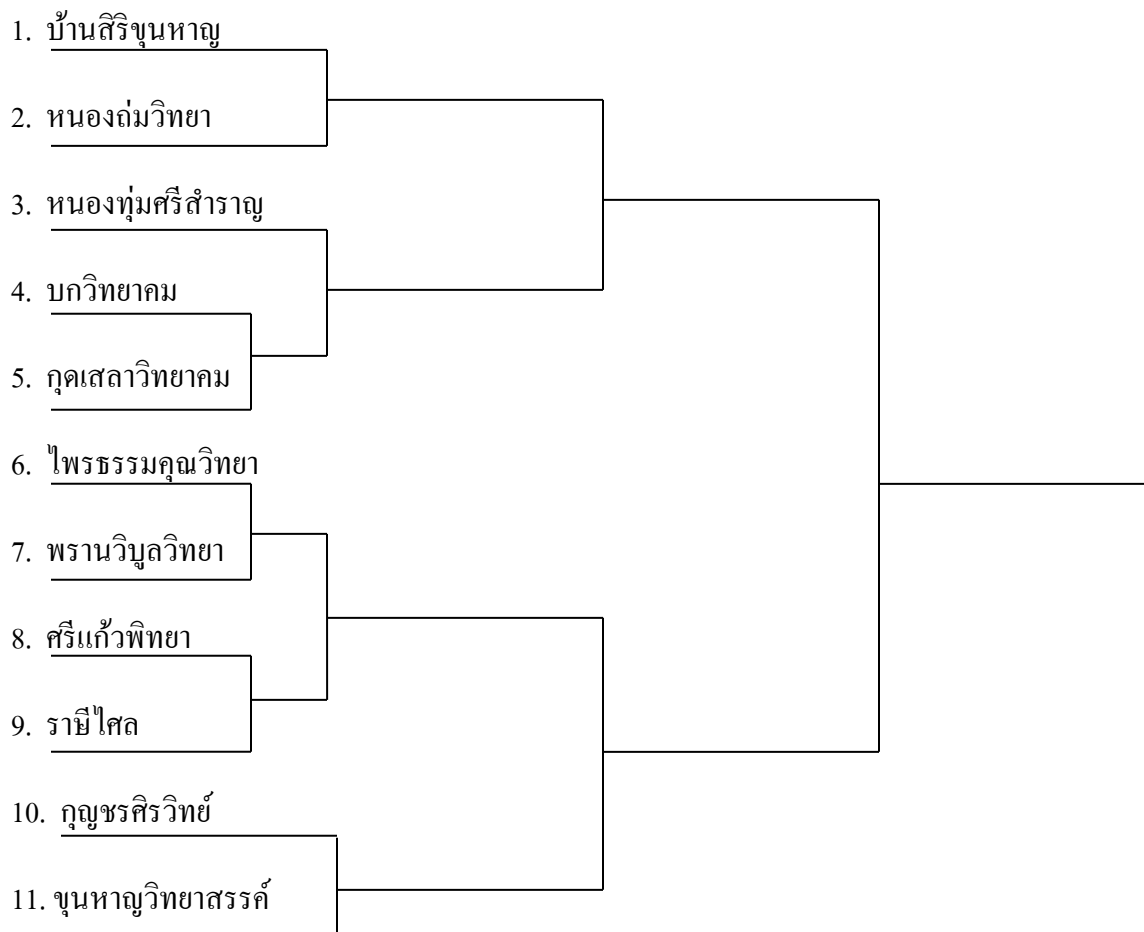 1. บ้านสิริขุนหาญ
2. หนองถ่มวิทยา
3. หนองทุ่มศรีสำราญ
4. บกวิทยาคม
5. กุดเสลาวิทยาคม
6. ไพรธรรมคุณวิทยา
7. พรานวิบูลวิทยา
8. ศรีแก้วพิทยา
9. ราษีไศล
10. กุญชรศิรวิทย์
11. ขุนหาญวิทยาสรรค์